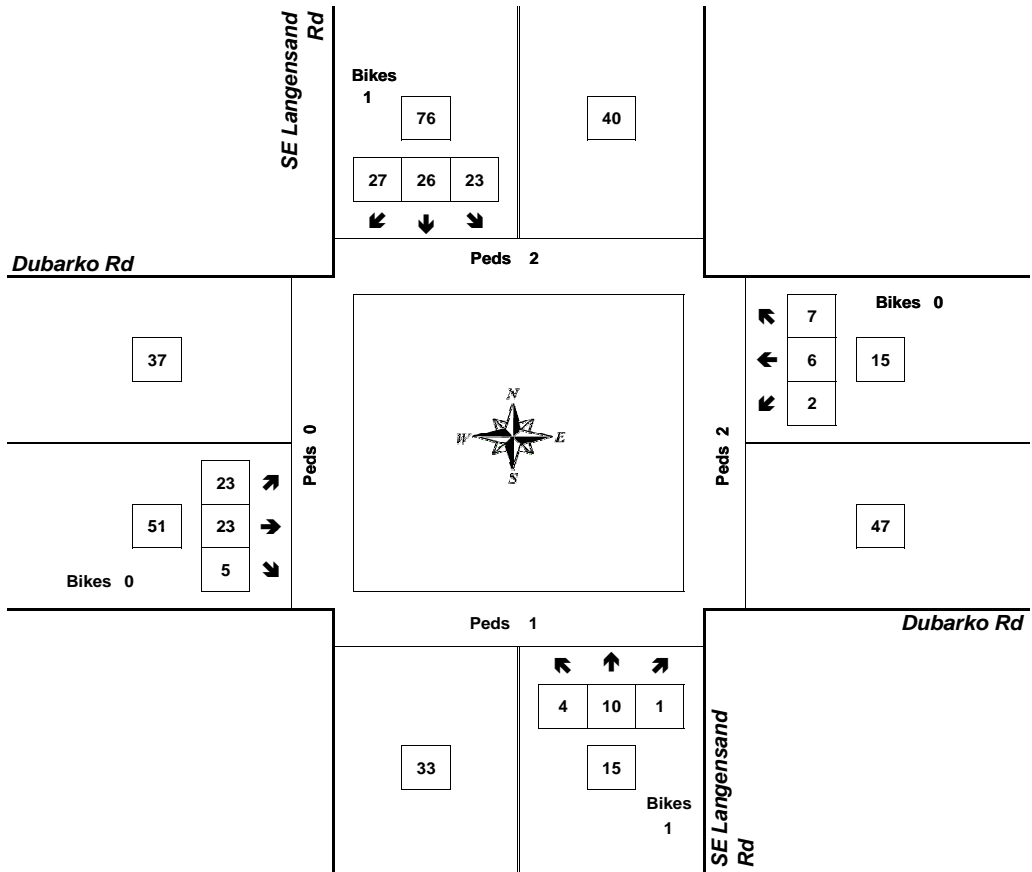 SE Langensand
Rd
Bikes
1
76
40
27 26 23
Dubarko Rd
Peds 2
Bikes 0
7
37
6 15
2
N
W E
S
Peds 0
Peds 2
23
51 23
47
5
Bikes 0
Peds 1
Dubarko Rd
4 10 1
33
15
Bikes
1
SE Langensand
Rd